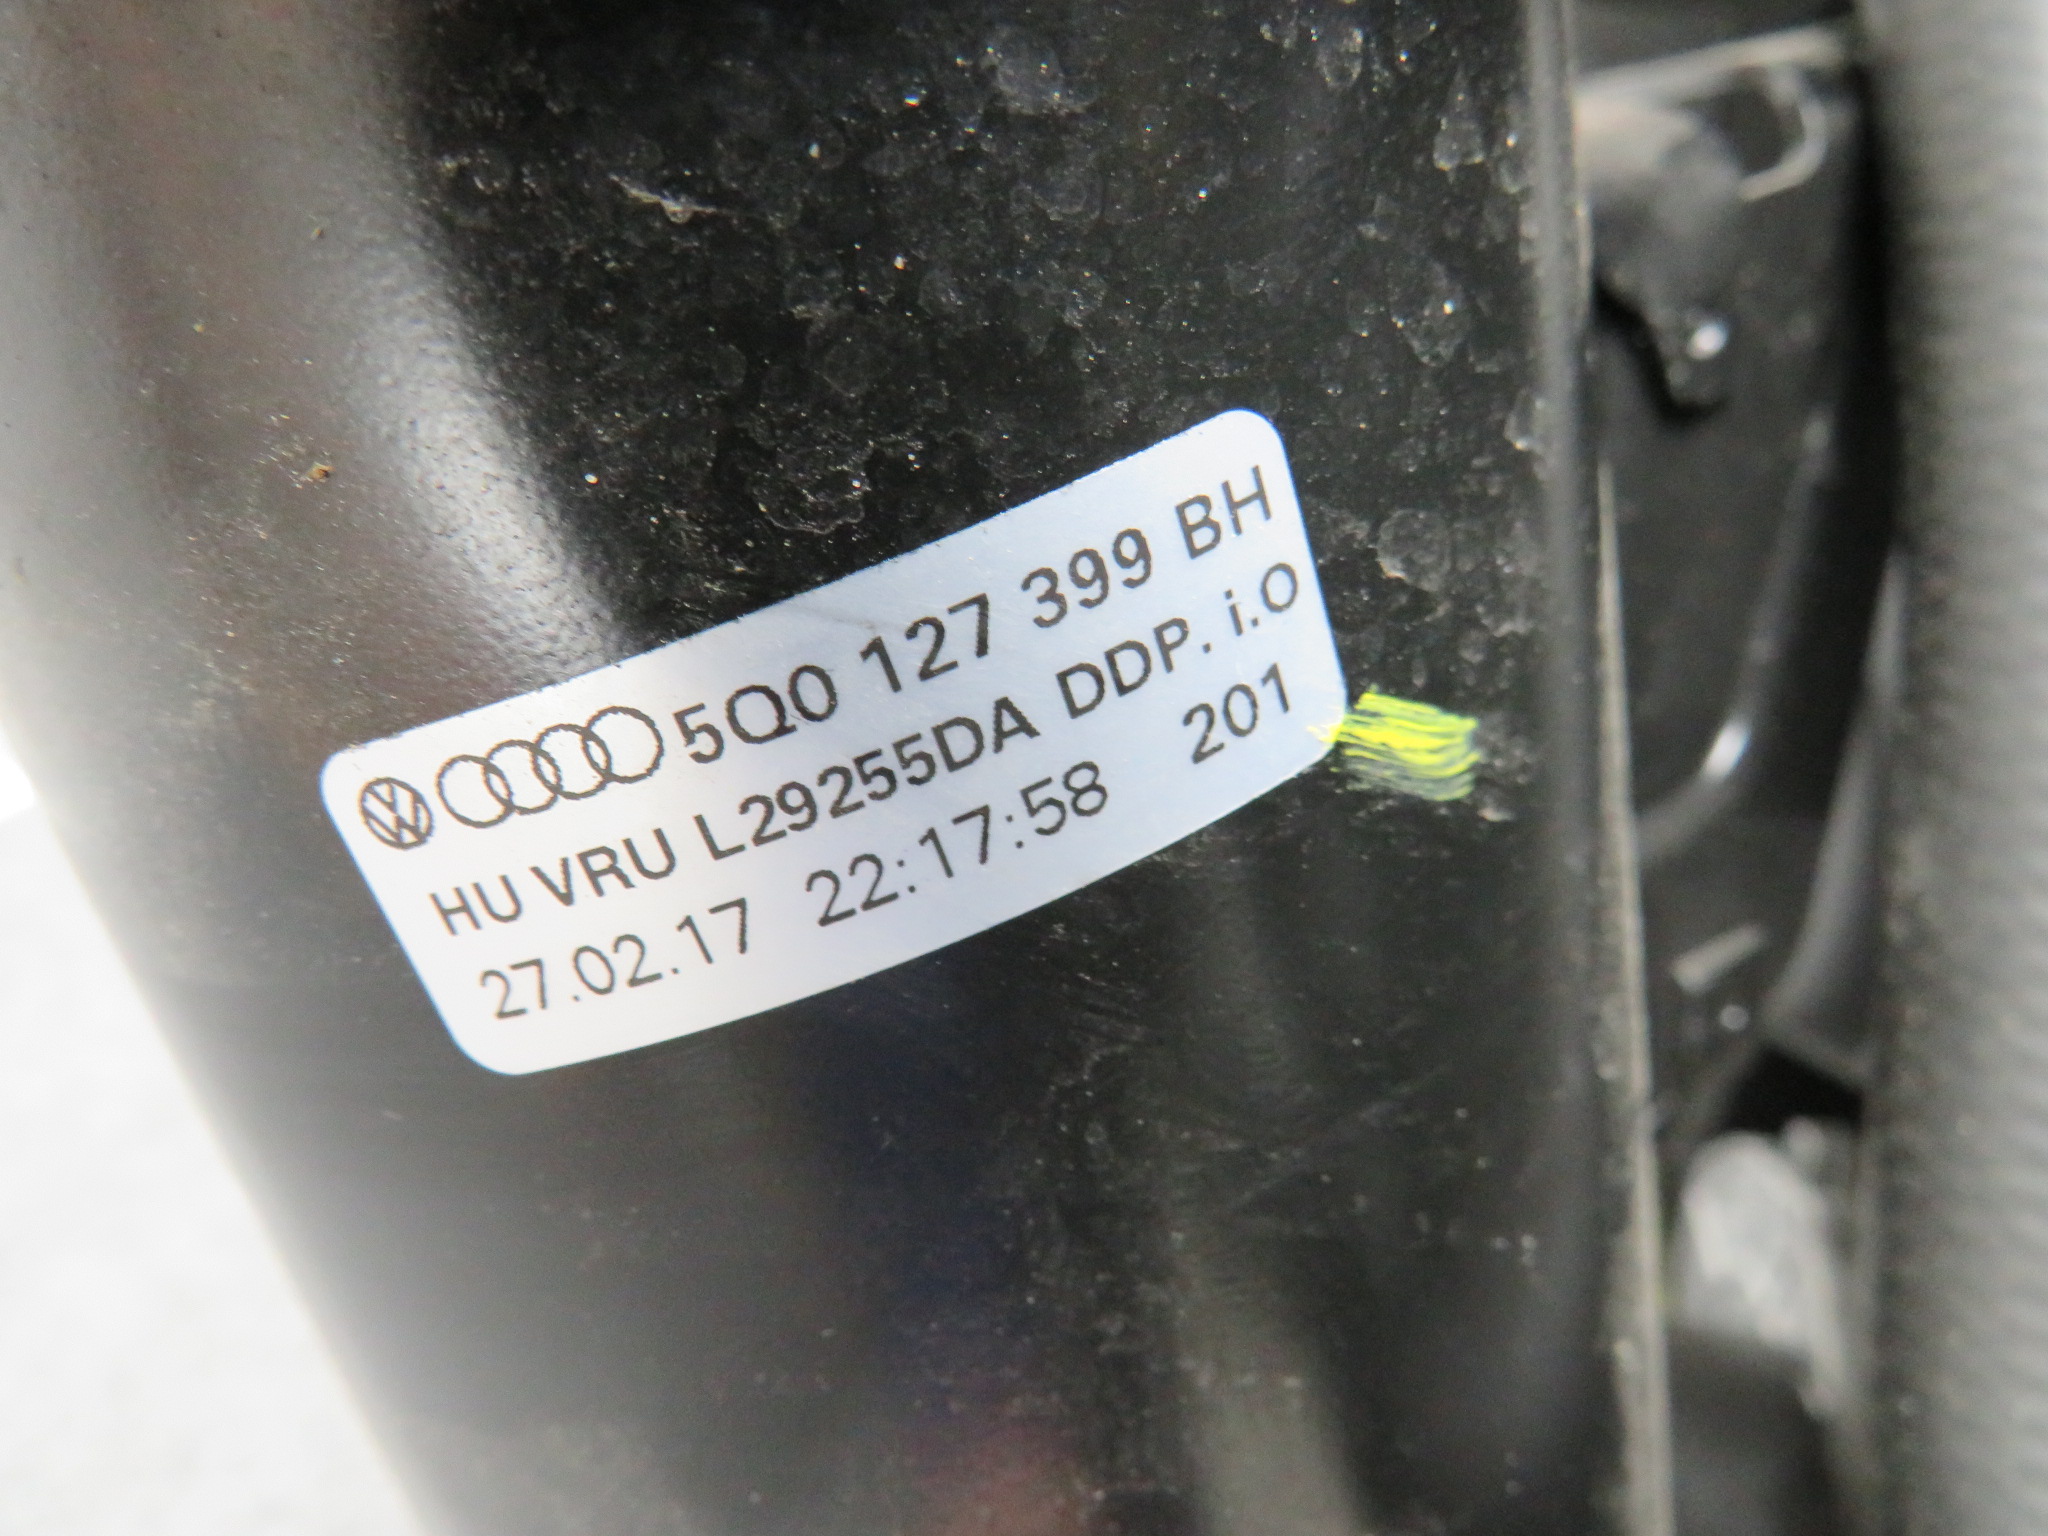 5Q0 127 399 BH
HU VRU L29255DA DDP. i.O
27.02.17 22:17:58 201